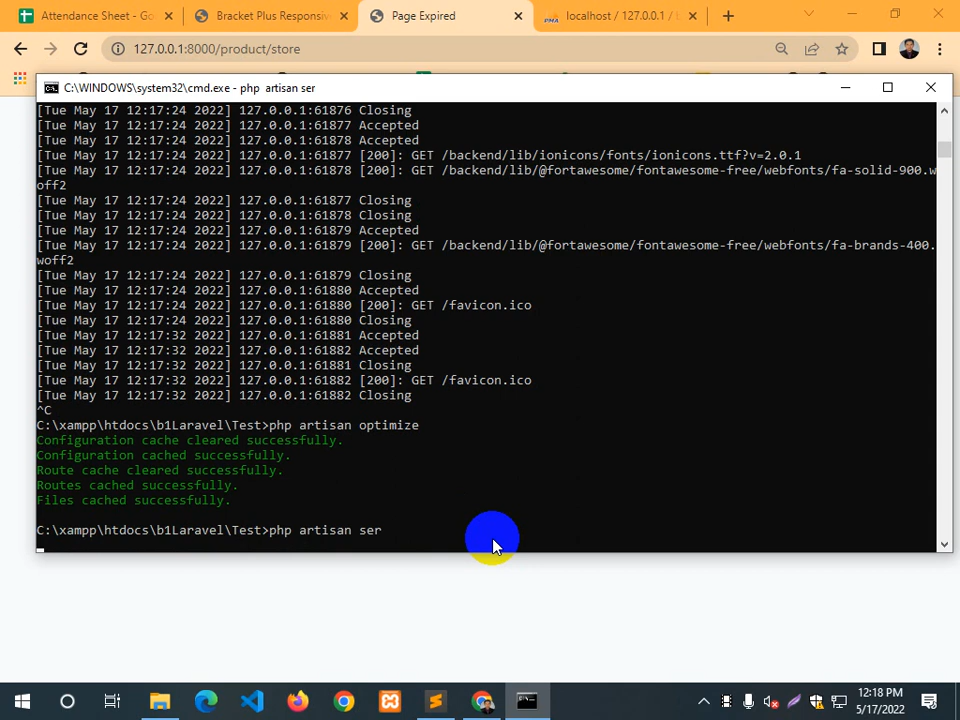 Attendance Sheet - Go
Bracket Plus Responsiv
Page Expired
PMA
localhost / 127.0.0.1 / b
127.0.0.1:8000/product/store
C:\WINDOWS\system32\cmd.exe - php artisan ser
[Tue May 17 12:17:24 2022] 127.0.0.1:61876 Closing
[Tue May 17 12:17:24 2022] 127.0.0.1:61877 Accepted
[Tue May 17 12:17:24 2022] 127.0.0.1:61878 Accepted
[Tue May 17 12:17:24 2022] 127.0.0.1:61877 [200]: GET /backend/lib/ionicons/fonts/ionicons.ttf?v=2.0.1
[Tue May 17 12:17:24 2022] 127.0.0.1:61878 [200]: GET /backend/lib/@fortawesome/fontawesome-free/webfonts/fa-solid-900.w
off2
[Tue May 17 12:17:24 2022] 127.0.0.1:61877 Closing
[Tue May 17 12:17:24 2022] 127.0.0.1:61878 Closing
[Tue May 17 12:17:24 2022] 127.0.0.1:61879 Accepted
[Tue May 17 12:17:24 2022] 127.0.0.1:61879 [200]: GET /backend/lib/@fortawesome/fontawesome-free/webfonts/fa-brands-400.
woff2
[Tue May 17 12:17:24 2022] 127.0.0.1:61879 Closing
[Tue May 17 12:17:24 2022] 127.0.0.1:61880 Accepted
[Tue May 17 12:17:24 2022] 127.0.0.1:61880 [200]: GET /favicon.ico
[Tue May 17 12:17:24 2022] 127.0.0.1:61880 Closing
[Tue May 17 12:17:32 2022] 127.0.0.1:61881 Accepted
[Tue May 17 12:17:32 2022] 127.0.0.1:61882 Accepted
[Tue May 17 12:17:32 2022] 127.0.0.1:61881 Closing
[Tue May 17 12:17:32 2022] 127.0.0.1:61882 [200]: GET /favicon.ico
[Tue May 17 12:17:32 2022] 127.0.0.1:61882 Closing
^C
C:\xampp\htdocs\b1Laravel\Test>php artisan optimize
Configuration cache cleared successfully.
Configuration cached successfully.
Route cache cleared successfully.
Routes cached successfully.
Files cached successfully.
C:\xampp\htdocs\b1Laravel\Test>php artisan ser
12:18 PM
5/17/2022